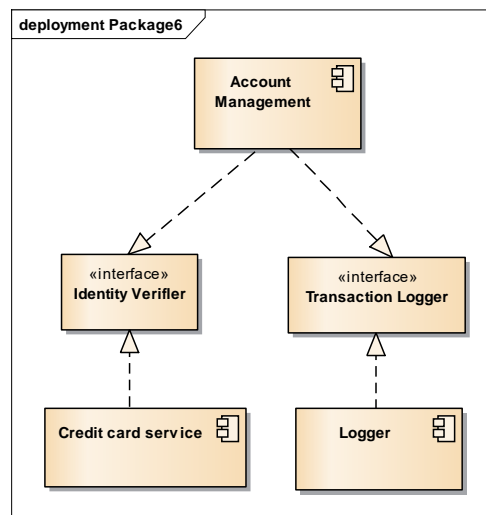 deployment Package6
Account
Management
«interface»
Identity Verifler
«interface»
Transaction Logger
Credit card service
Logger